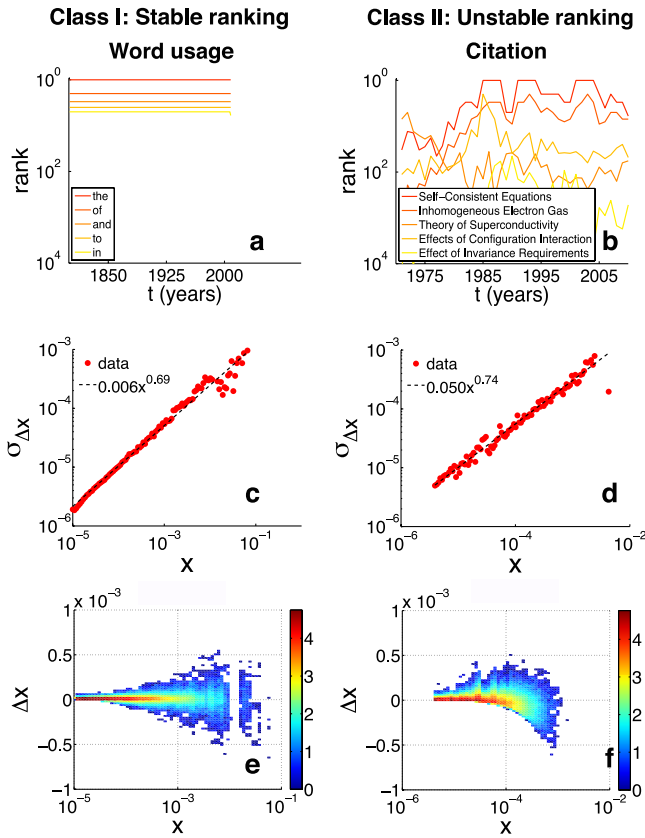 Class I: Stable ranking
Class II: Unstable ranking
Word usage
Citation
10^0
10^2
10^4
rank
the
of
and
to
in
a
1850 1925 2000
t (years)
10^0
10^2
10^4
rank
Self-Consistent Equations
Inhomogeneous Electron Gas
Theory of Superconductivity
Effects of Configuration Interaction
Effect of Invariance Requirements
b
1975 1985 1995 2005
t (years)
10^-3
10^-4
10^-5
10^-6
σ_Δx
data
0.006x^0.69
c
10^-5 10^-3 10^-1
x
10^-3
10^-4
10^-5
10^-6
σ_Δx
data
0.050x^0.74
d
10^-6 10^-4 10^-2
x
x 10^-3
1
0.5
0
-0.5
-1
Δx
e
10^-5 10^-3 10^-1
x
4
3
2
1
0
x 10^-3
1
0.5
0
-0.5
-1
Δx
f
10^-6 10^-4 10^-2
x
4
3
2
1
0